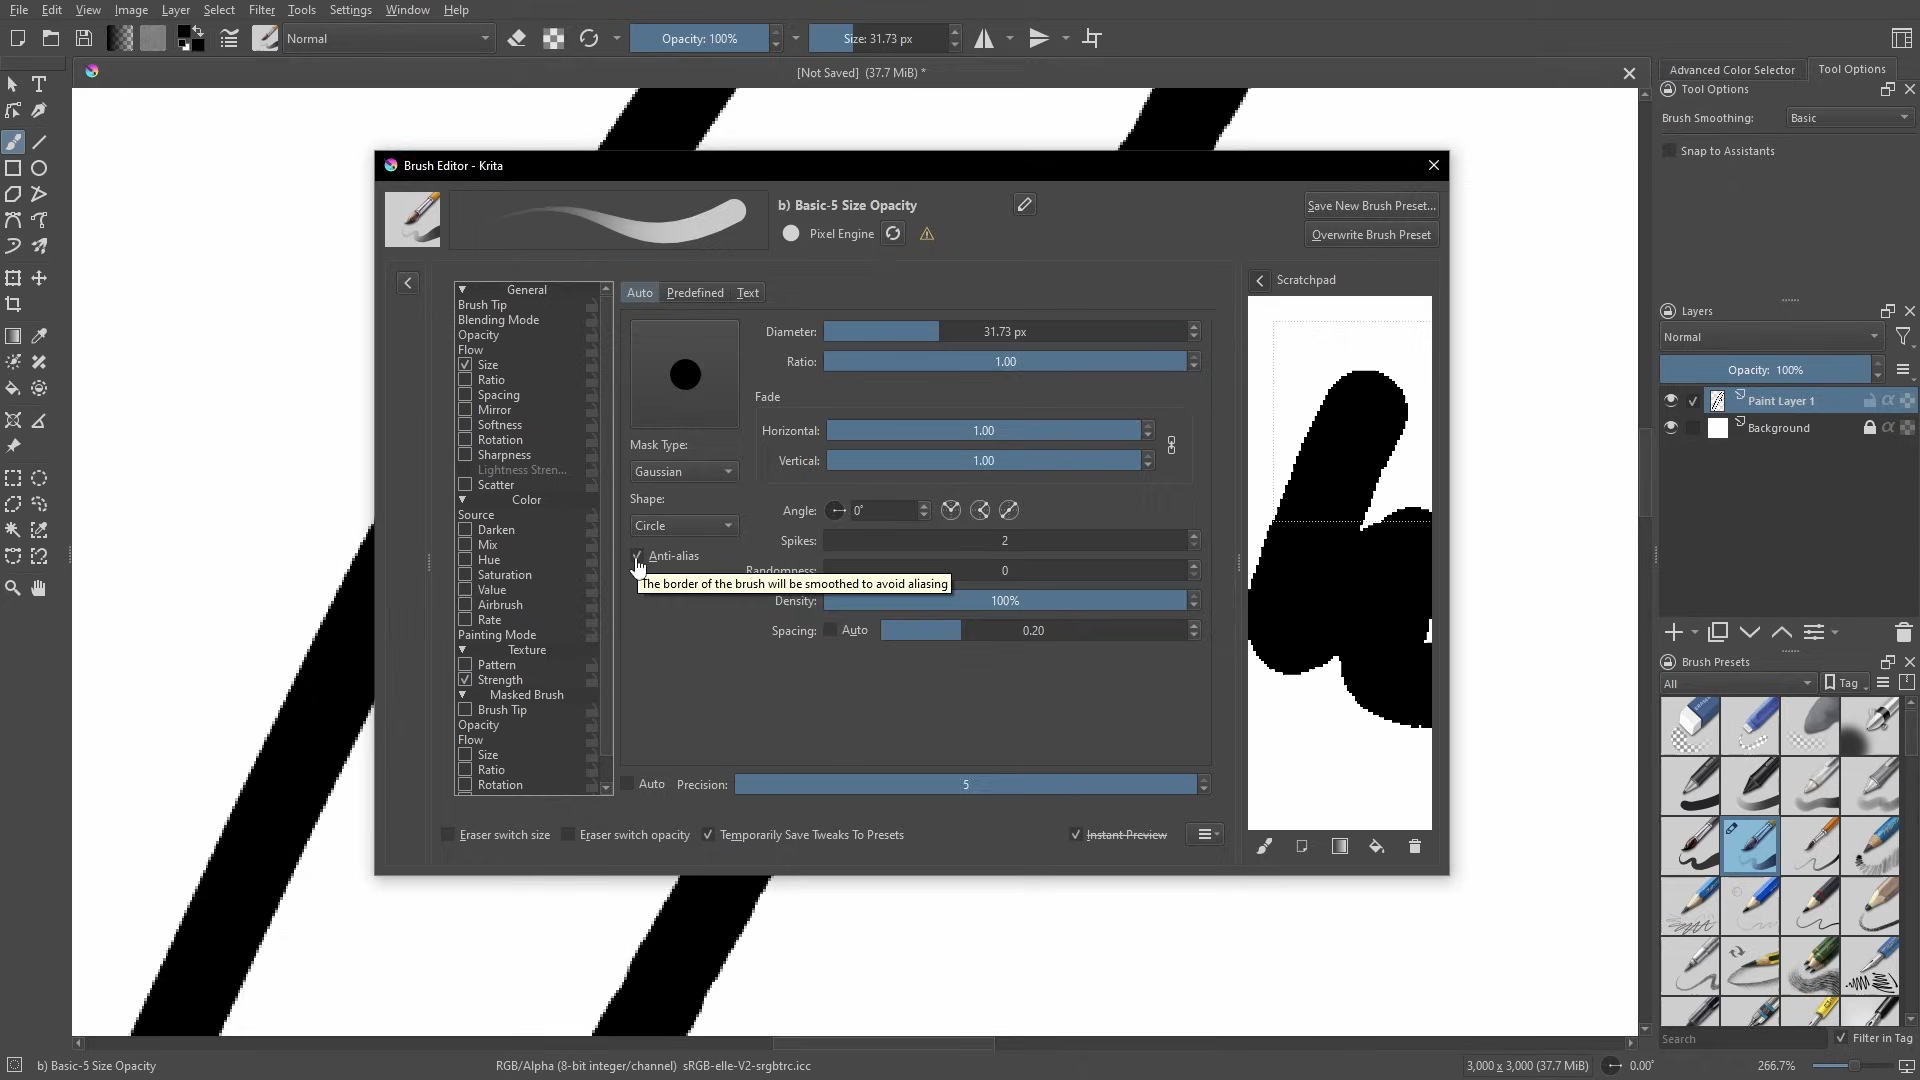 File Edit View Image Layer Select Filter Tools Settings Window Help
Normal
Opacity: 100%
Size: 31.73 px
[Not Saved] (37.7 MiB) *
Advanced Color Selector
Tool Options
Tool Options
Brush Smoothing: Basic
Snap to Assistants
Brush Editor - Krita
b) Basic-5 Size Opacity
Pixel Engine
Save New Brush Preset...
Overwrite Brush Preset
General
Brush Tip
Blending Mode
Opacity
Flow
Size
Ratio
Spacing
Mirror
Softness
Rotation
Sharpness
Lightness Stren...
Scatter
Color
Source
Darken
Mix
Hue
Saturation
Value
Airbrush
Rate
Painting Mode
Texture
Pattern
Strength
Masked Brush
Brush Tip
Opacity
Flow
Size
Ratio
Rotation
Auto Predefined Text
Diameter: 31.73 px
Ratio: 1.00
Fade
Horizontal: 1.00
Vertical: 1.00
Mask Type:
Gaussian
Shape:
Circle
Anti-alias
Angle: 0°
Spikes: 2
Randomness: 0
The border of the brush will be smoothed to avoid aliasing
Density: 100%
Spacing: Auto 0.20
Auto Precision: 5
Eraser switch size
Eraser switch opacity
Temporarily Save Tweaks To Presets
Instant Preview
Scratchpad
Layers
Normal
Opacity: 100%
Paint Layer 1
Background
Brush Presets
All
Tag
Search
Filter in Tag
b) Basic-5 Size Opacity
RGB/Alpha (8-bit integer/channel) sRGB-elle-V2-srgbtrc.icc
3,000 x 3,000 (37.7 MiB)
0.00°
266.7%